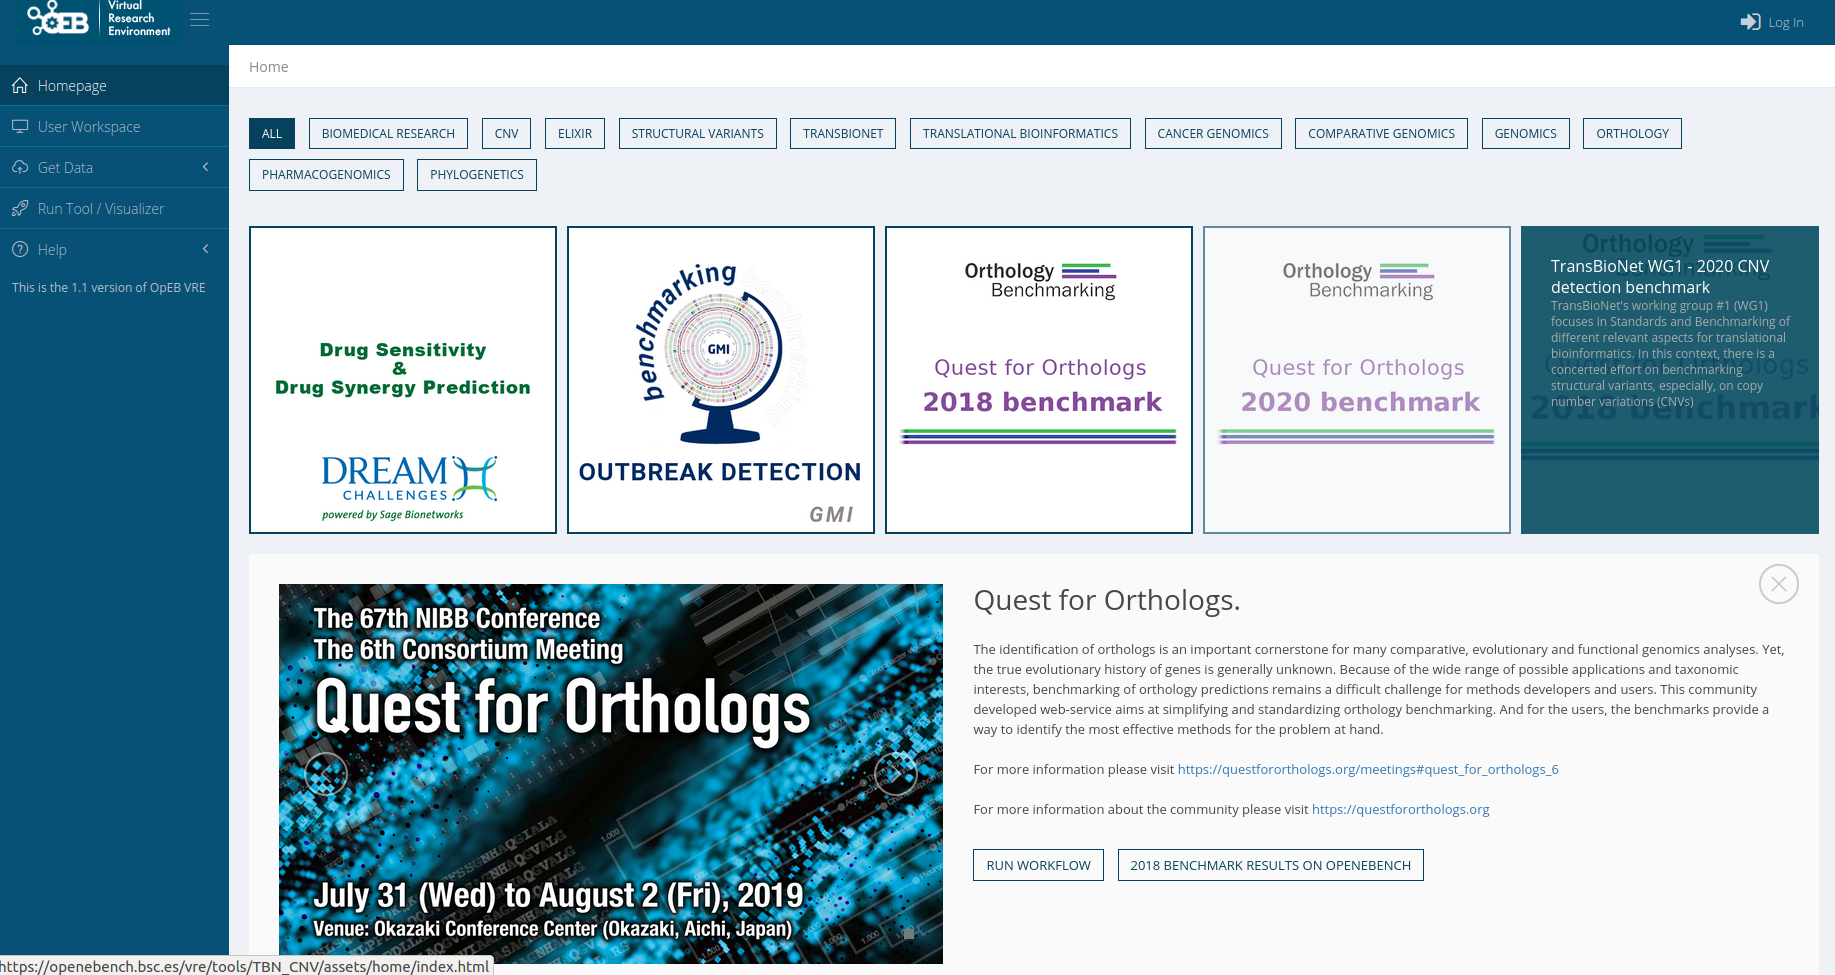 OEB
Virtual
Research
Environment
Log In
Homepage
User Workspace
Get Data
Run Tool / Visualizer
Help
This is the 1.1 version of OpEB VRE
Home
ALL BIOMEDICAL RESEARCH CNV ELIXIR STRUCTURAL VARIANTS TRANSBIONET TRANSLATIONAL BIOINFORMATICS CANCER GENOMICS COMPARATIVE GENOMICS GENOMICS ORTHOLOGY
PHARMACOGENOMICS PHYLOGENETICS
Drug Sensitivity
&
Drug Synergy Prediction
DREAM
CHALLENGES
powered by Sage Bionetworks
benchmarking
GMI
OUTBREAK DETECTION
GMI
Orthology
Benchmarking
Quest for Orthologs
2018 benchmark
Orthology
Benchmarking
Quest for Orthologs
2020 benchmark
Orthology
TransBioNet WG1 - 2020 CNV
detection benchmark
TransBioNet's working group #1 (WG1)
focuses in Standards and Benchmarking of
different relevant aspects for translational
bioinformatics. In this context, there is a
concerted effort on benchmarking
structural variants, especially, on copy
number variations (CNVs)
Quest for Orthologs
2018 benchmark
The 67th NIBB Conference
The 6th Consortium Meeting
Quest for Orthologs
July 31 (Wed) to August 2 (Fri), 2019
Venue: Okazaki Conference Center (Okazaki, Aichi, Japan)
Quest for Orthologs.
The identification of orthologs is an important cornerstone for many comparative, evolutionary and functional genomics analyses. Yet,
the true evolutionary history of genes is generally unknown. Because of the wide range of possible applications and taxonomic
interests, benchmarking of orthology predictions remains a difficult challenge for methods developers and users. This community
developed web-service aims at simplifying and standardizing orthology benchmarking. And for the users, the benchmarks provide a
way to identify the most effective methods for the problem at hand.
For more information please visit https://questfororthologs.org/meetings#quest_for_orthologs_6
For more information about the community please visit https://questfororthologs.org
RUN WORKFLOW 2018 BENCHMARK RESULTS ON OPENEBENCH
https://openebench.bsc.es/vre/tools/TBN_CNV/assets/home/index.html